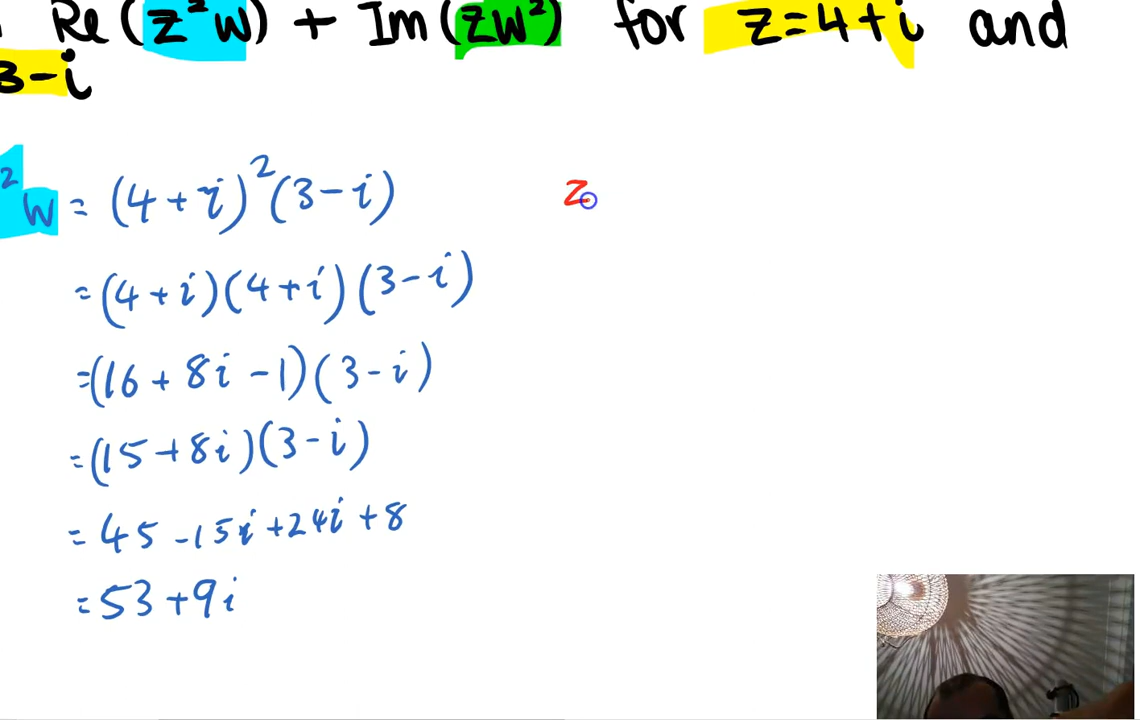 Re (z²w) + Im (zw²) for z=4+i and
3-i
²w = (4+i)²(3-i)
z
=(4+i)(4+i)(3-i)
=(16+8i-1)(3-i)
=(15+8i)(3-i)
=45-15i+24i+8
=53+9i